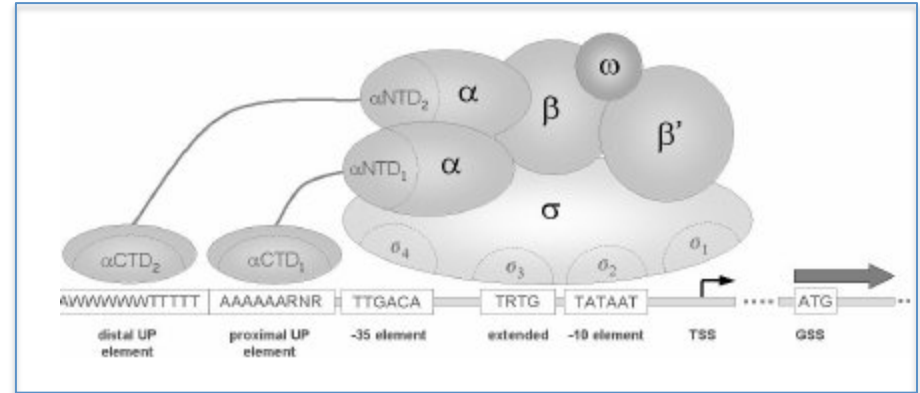 ω
αNTD₂ α β
β’
αNTD₁ α
σ
αCTD₂ αCTD₁ σ₄ σ₃ σ₂ σ₁
AWWWWWWTTTTT AAAAAARNR TTGACA TRTG TATAAT ATG
distal UP element
proximal UP element
-35 element
extended
-10 element
TSS
GSS